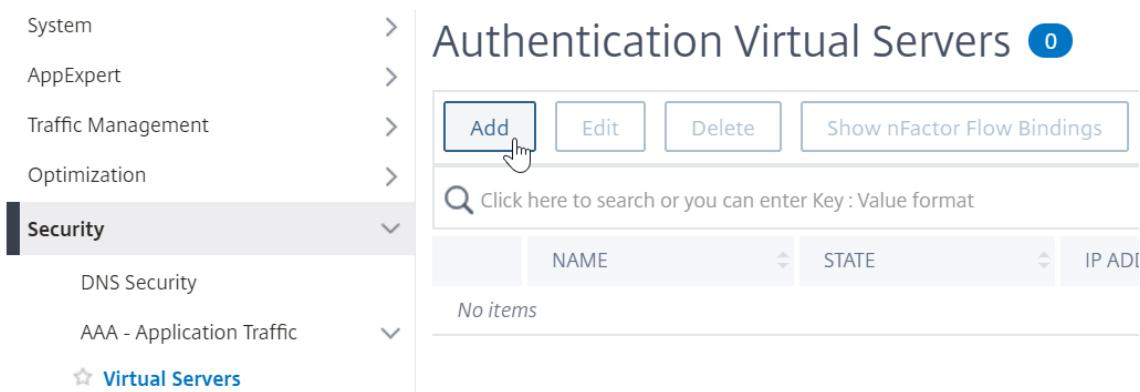 System
AppExpert
Traffic Management
Optimization
Security
DNS Security
AAA - Application Traffic
Virtual Servers
Authentication Virtual Servers 0
Add Edit Delete Show nFactor Flow Bindings
Click here to search or you can enter Key : Value format
NAME STATE IP ADD
No items